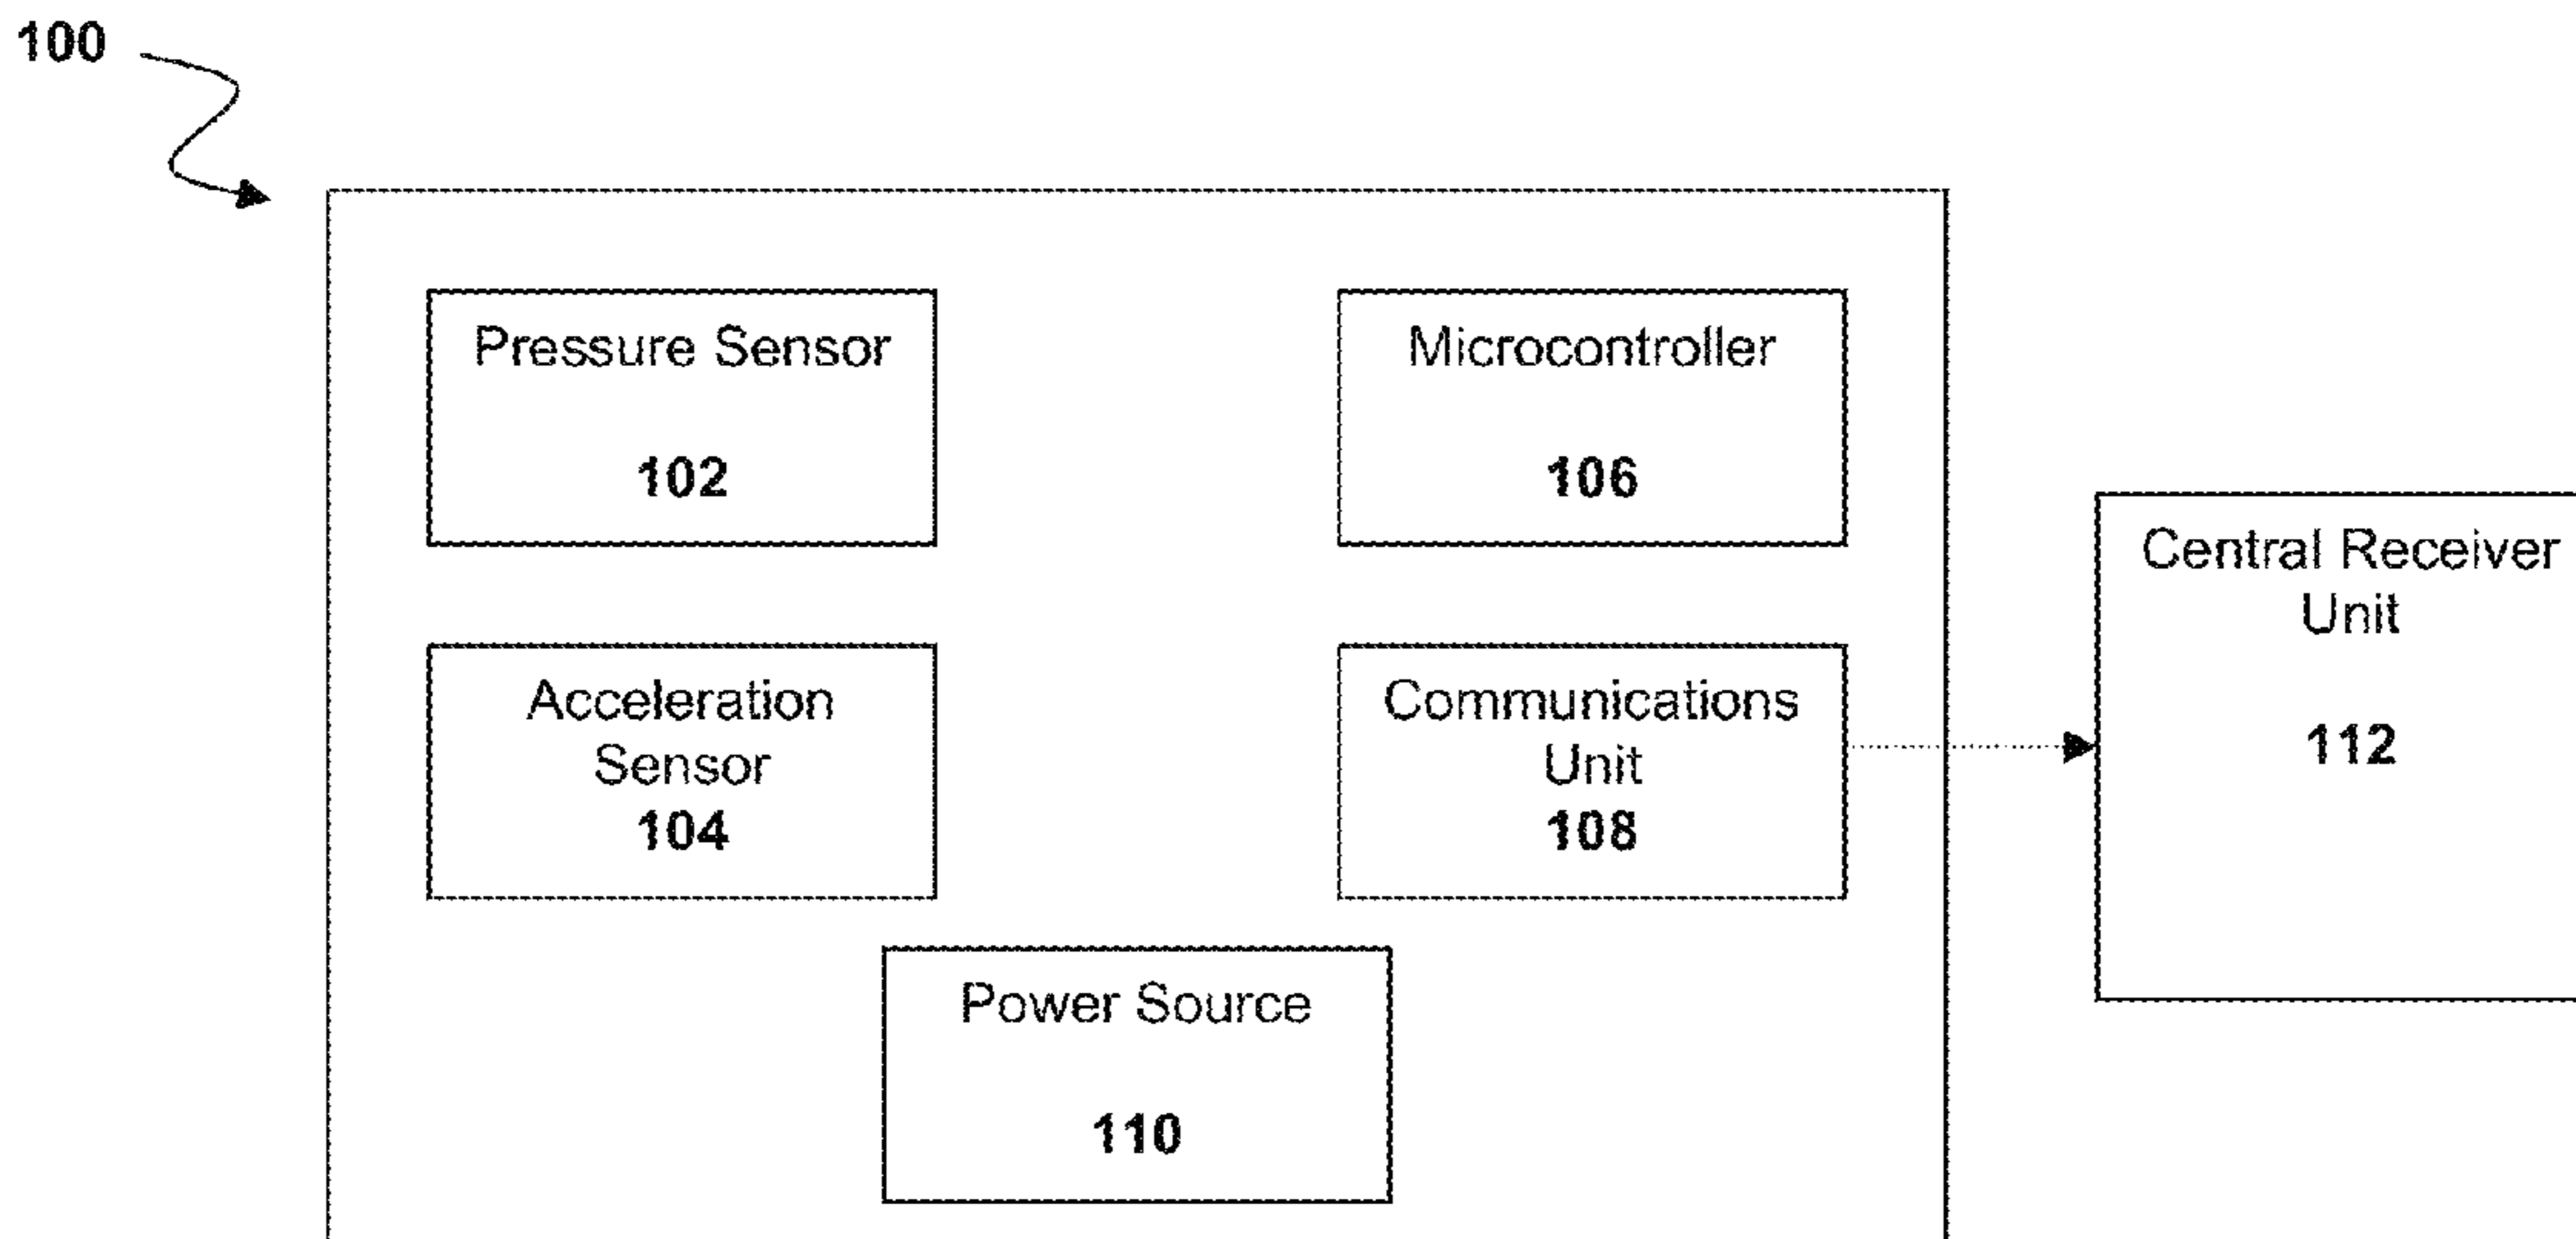 100
Pressure Sensor
102
Microcontroller
106
Acceleration
Sensor
104
Communications
Unit
108
Central Receiver
Unit
112
Power Source
110